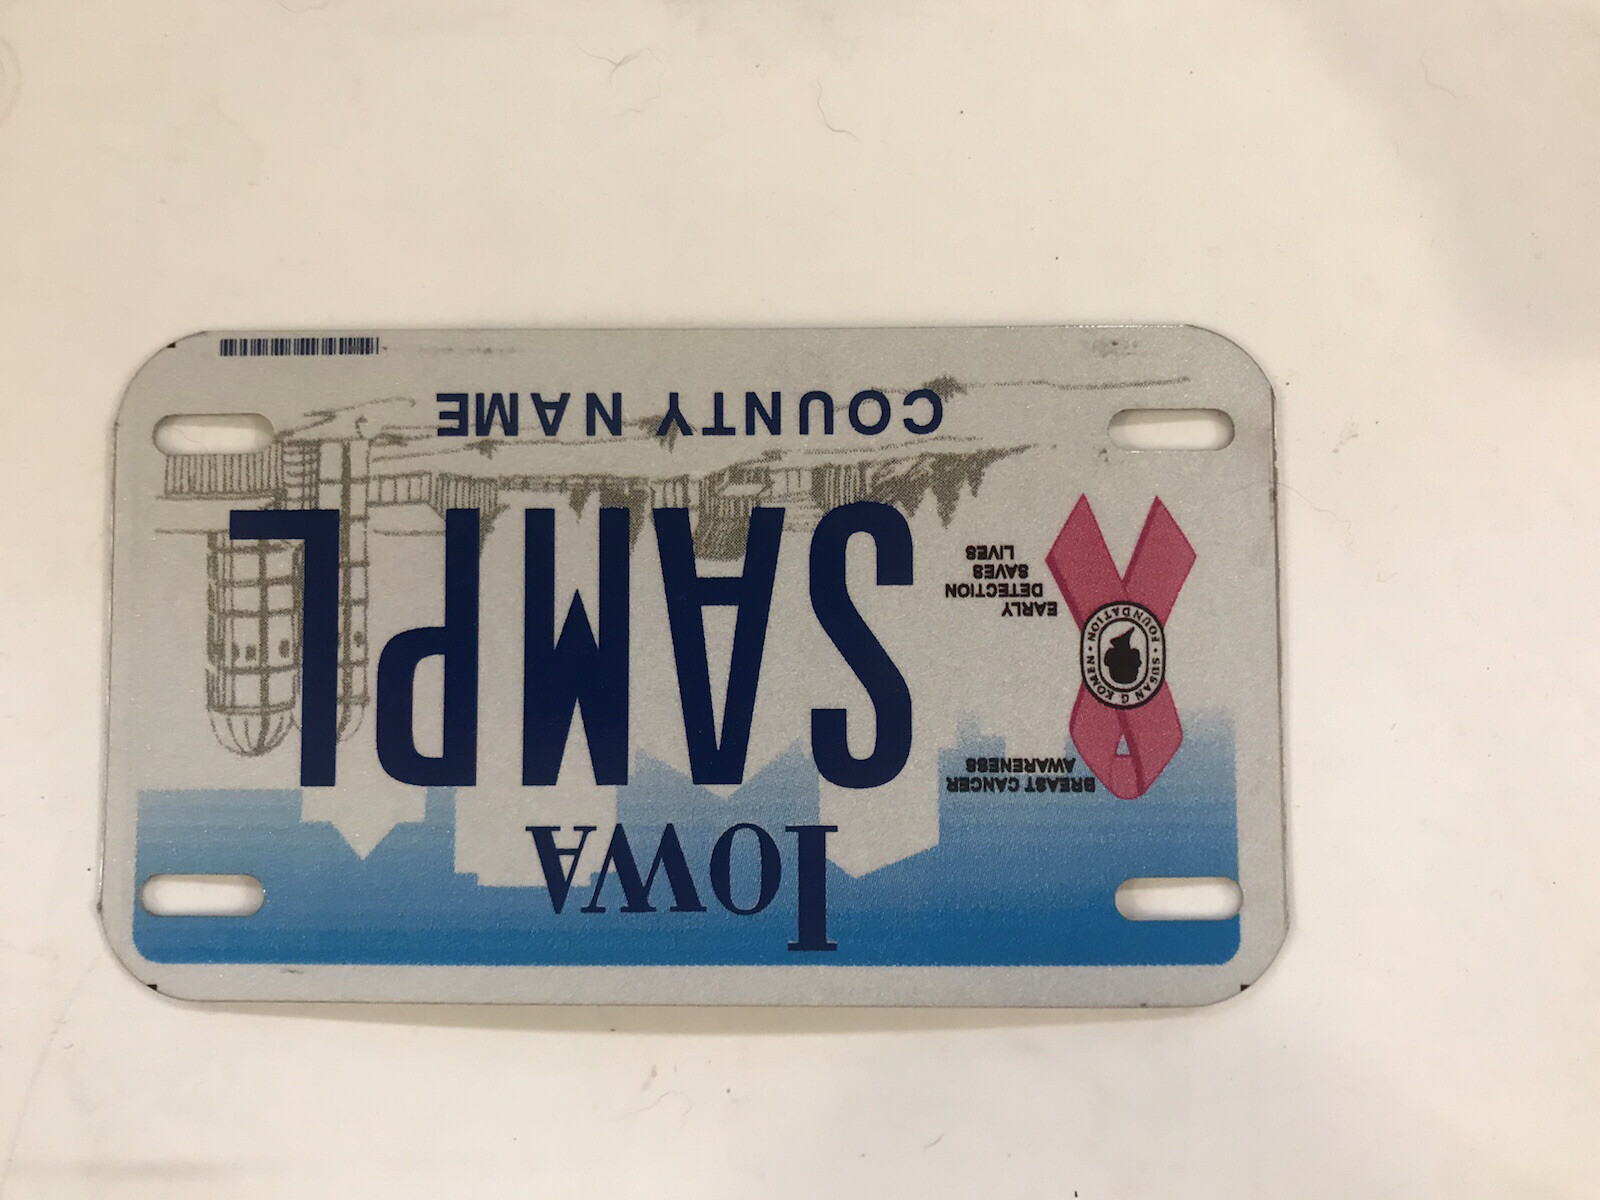 IOWA
BREAST CANCER
AWARENESS
SUSAN G KOMEN • FOUNDATION •
EARLY
DETECTION
SAVES
LIVES
SAMPL
COUNTY NAME